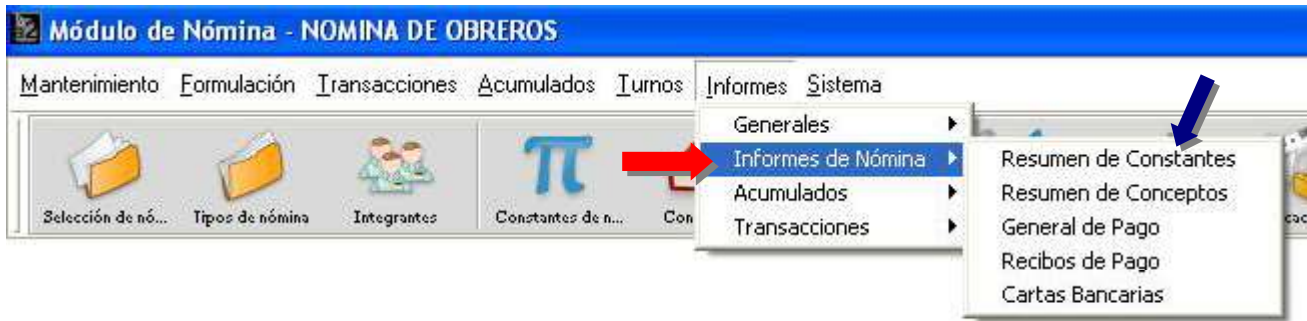 Módulo de Nómina - NOMINA DE OBREROS
Mantenimiento Formulación Transacciones Acumulados Turnos Informes Sistema
Generales
Informes de Nómina
Acumulados
Transacciones
Resumen de Constantes
Resumen de Conceptos
General de Pago
Recibos de Pago
Cartas Bancarias
Selección de nó... Tipos de nómina Integrantes Constantes de n... Con